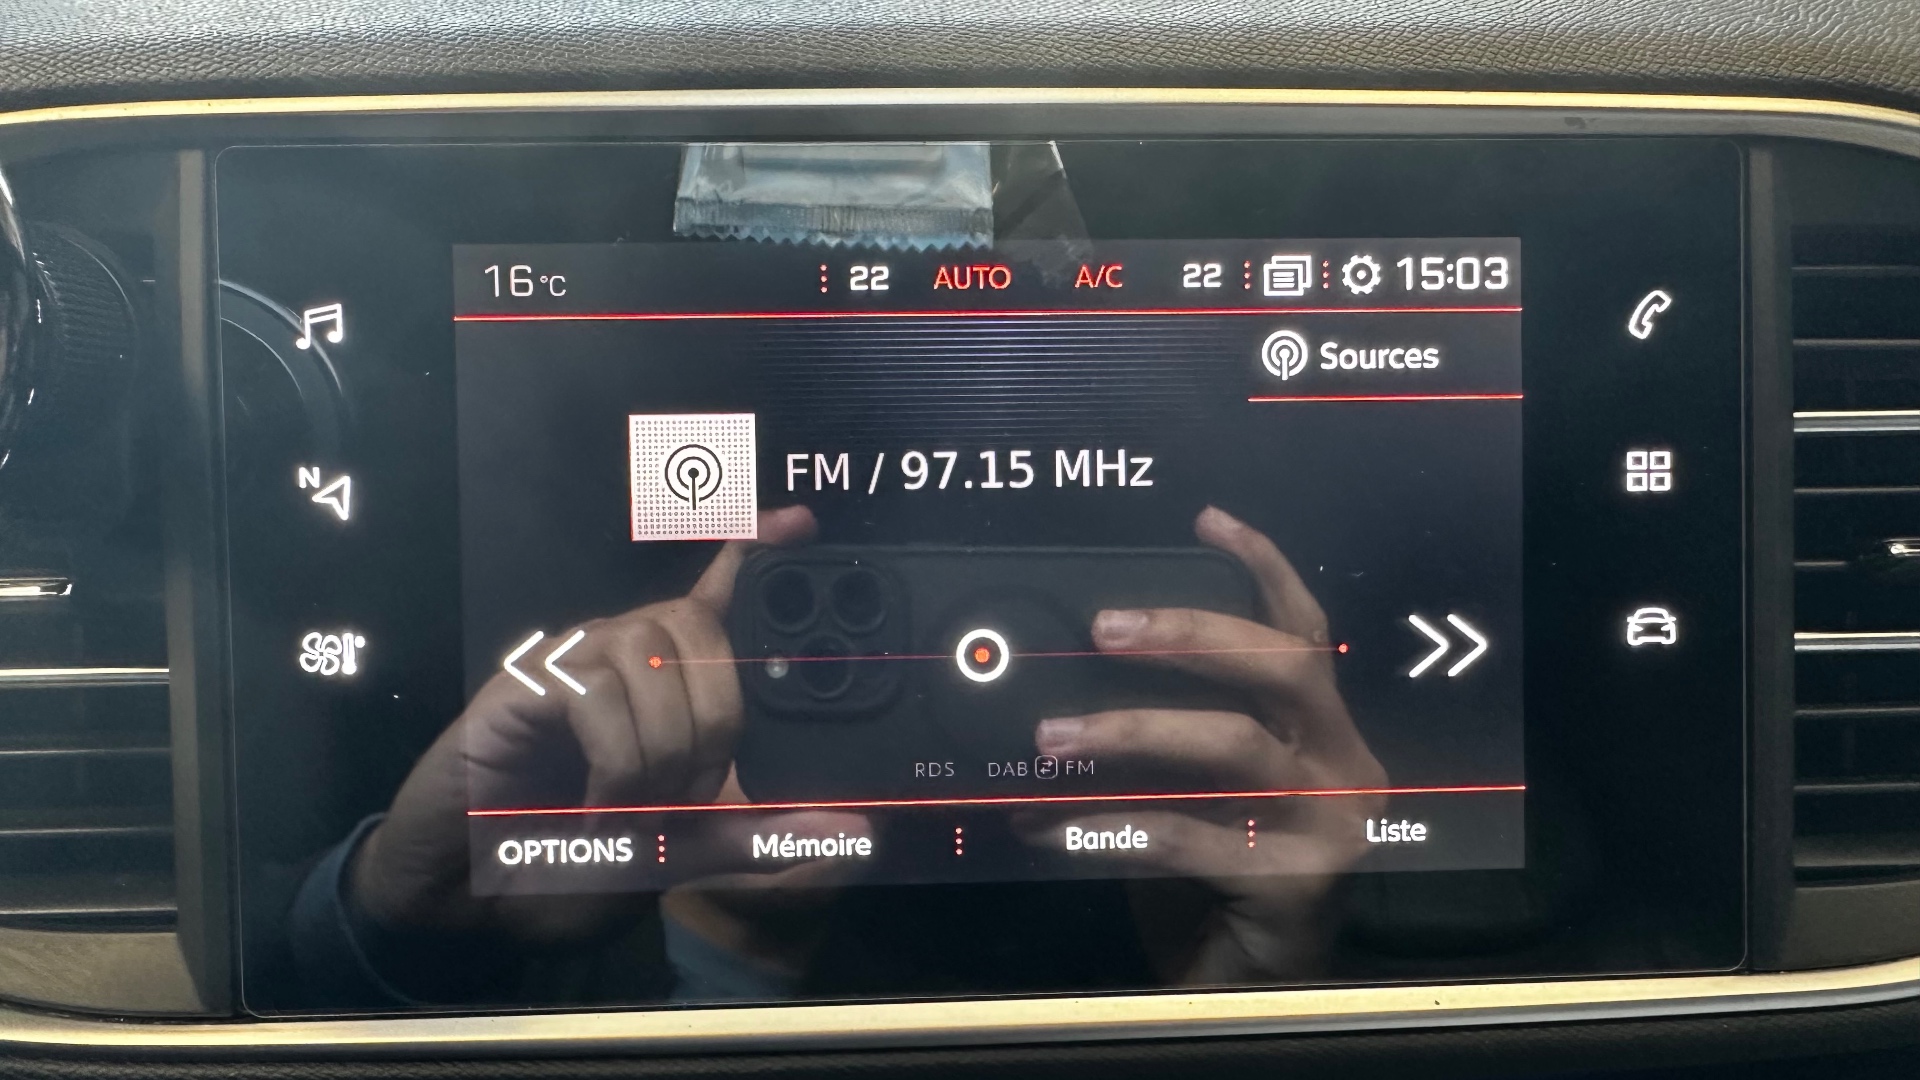 16°C 22 AUTO A/C 22 15:03
Sources
FM / 97.15 MHz
N
RDS DAB FM
OPTIONS Mémoire Bande Liste